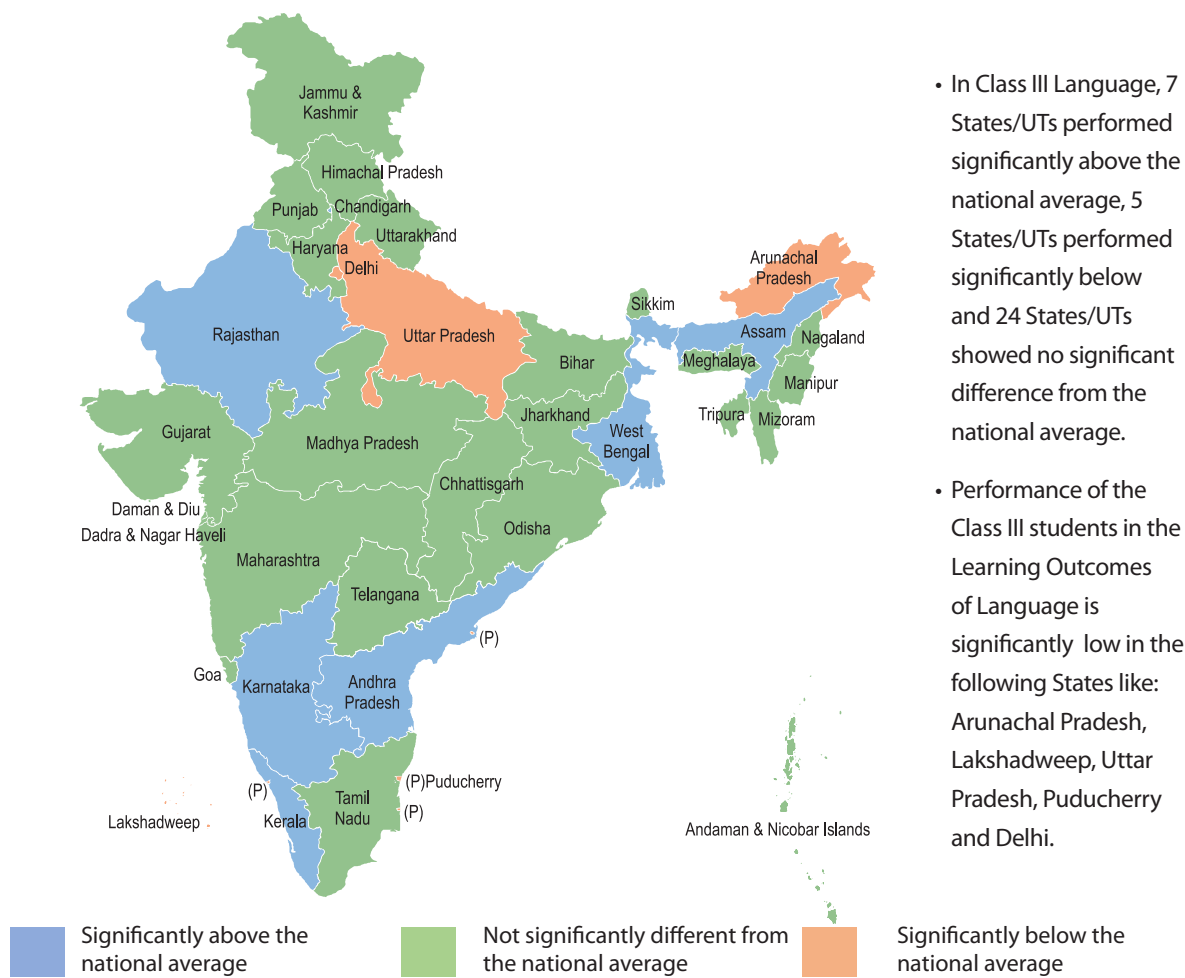 Jammu &
Kashmir
Himachal Pradesh
Punjab
Chandigarh
Uttarakhand
Haryana
Delhi
Rajasthan
Uttar Pradesh
Arunachal
Pradesh
Sikkim
Assam
Nagaland
Meghalaya
Manipur
Bihar
Tripura
Mizoram
Jharkhand
West
Bengal
Gujarat
Madhya Pradesh
Chhattisgarh
Daman & Diu
Dadra & Nagar Haveli
Odisha
Maharashtra
Telangana
(P)
Goa
Karnataka
Andhra
Pradesh
(P)
(P)Puducherry
(P)
Tamil
Nadu
Kerala
Lakshadweep
Andaman & Nicobar Islands
• In Class III Language, 7
States/UTs performed
significantly above the
national average, 5
States/UTs performed
significantly below
and 24 States/UTs
showed no significant
difference from the
national average.
• Performance of the
Class III students in the
Learning Outcomes
of Language is
significantly low in the
following States like:
Arunachal Pradesh,
Lakshadweep, Uttar
Pradesh, Puducherry
and Delhi.
Significantly above the
national average
Not significantly different from
the national average
Significantly below the
national average